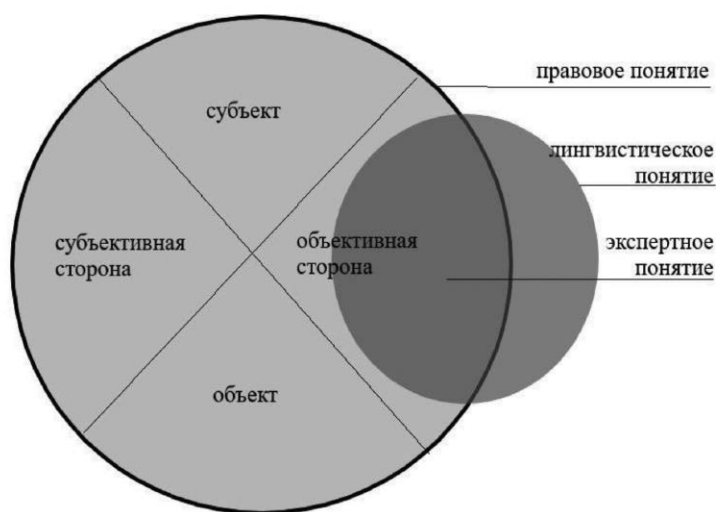 правовое понятие
субъект
лингвистическое
понятие
субъективная
сторона
объективная
сторона
экспертное
понятие
объект